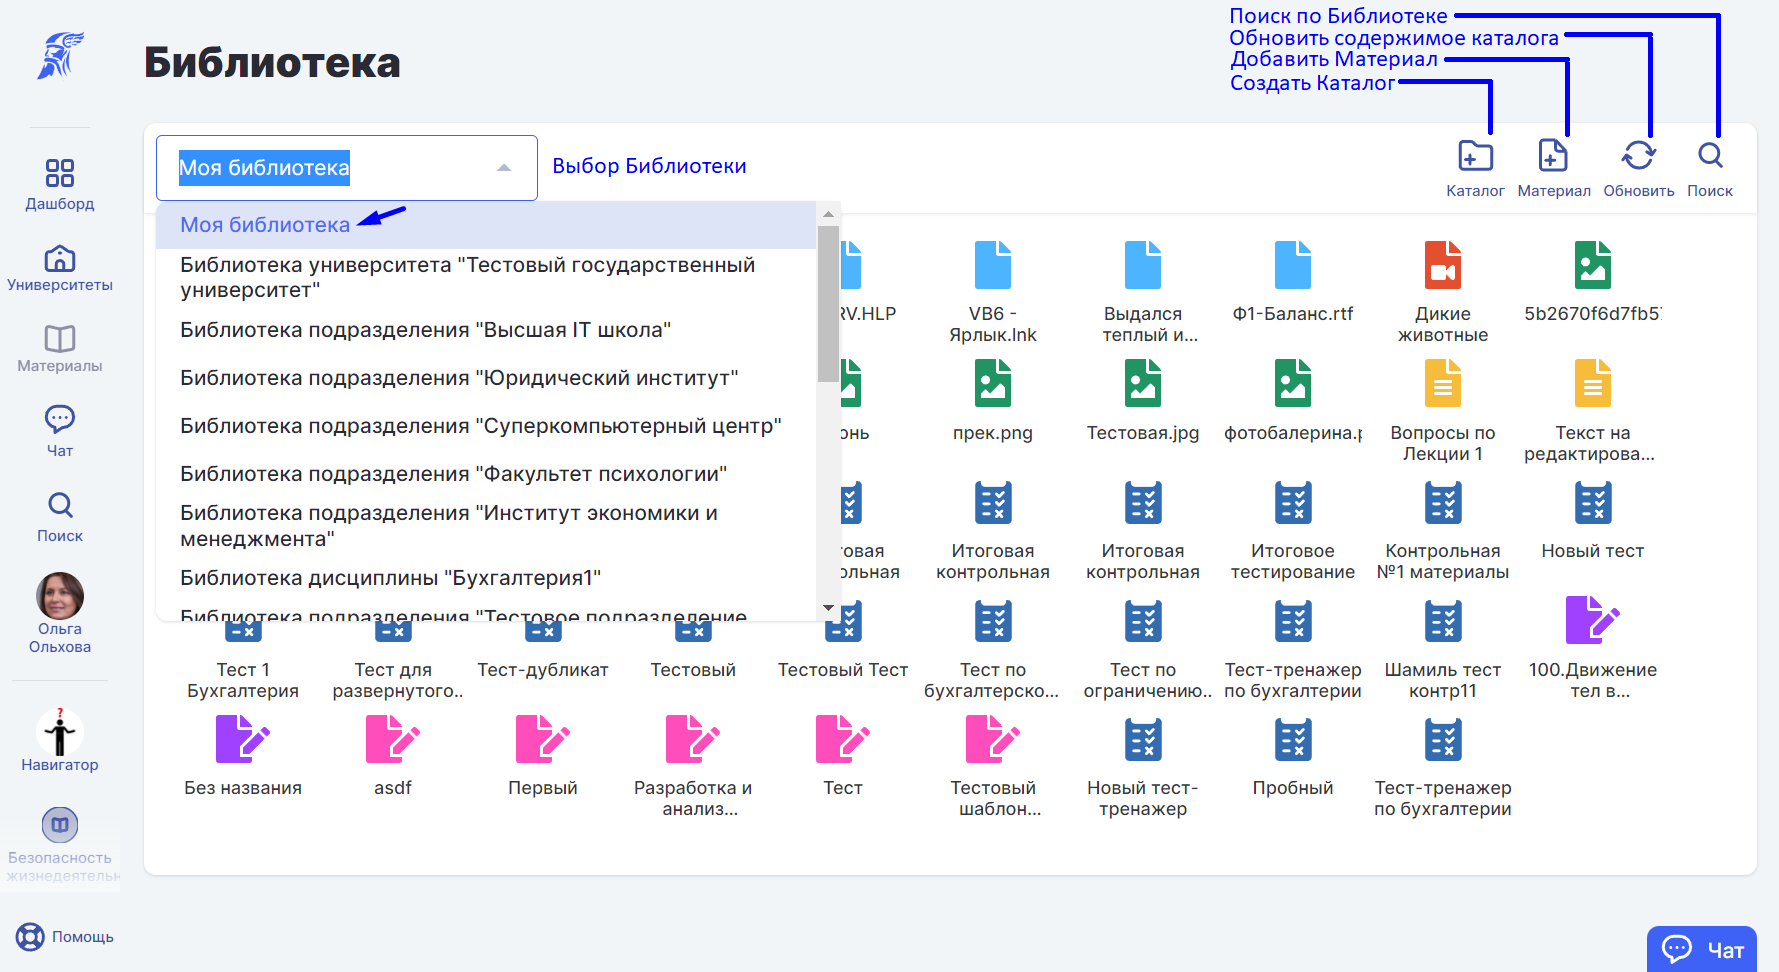 Поиск по Библиотеке
Обновить содержимое каталога
Добавить Материал
Создать Каталог
Библиотека
Моя библиотека
Выбор Библиотеки
Каталог
Материал
Обновить
Поиск
Дашборд
Университеты
Материалы
Чат
Поиск
Ольга
Ольхова
?
Навигатор
Безопасность
жизнедеятельн
Помощь
Моя библиотека
Библиотека университета "Тестовый государственный
университет"
Библиотека подразделения "Высшая IT школа"
Библиотека подразделения "Юридический институт"
Библиотека подразделения "Суперкомпьютерный центр"
Библиотека подразделения "Факультет психологии"
Библиотека подразделения "Институт экономики и
менеджмента"
Библиотека дисциплины "Бухгалтерия1"
Библиотека подразделения "Тестовое подразделение
RV.HLP
VB6 -
Ярлык.lnk
Выдался
теплый и...
Ф1-Баланс.rtf
Дикие
животные
5b2670f6d7fb5
онь
прек.png
Тестовая.jpg
фотобалерина.p
Вопросы по
Лекции 1
Текст на
редактирова...
говая
ольная
Итоговая
контрольная
Итоговая
контрольная
Итоговое
тестирование
Контрольная
№1 материалы
Новый тест
Тест 1
Бухгалтерия
Тест для
развернутого..
Тест-дубликат
Тестовый
Тестовый Тест
Тест по
бухгалтерско...
Тест по
ограничению..
Тест-тренажер
по бухгалтерии
Шамиль тест
контр11
100.Движение
тел в...
Без названия
asdf
Первый
Разработка и
анализ...
Тест
Тестовый
шаблон...
Новый тест-
тренажер
Пробный
Тест-тренажер
по бухгалтерии
Чат